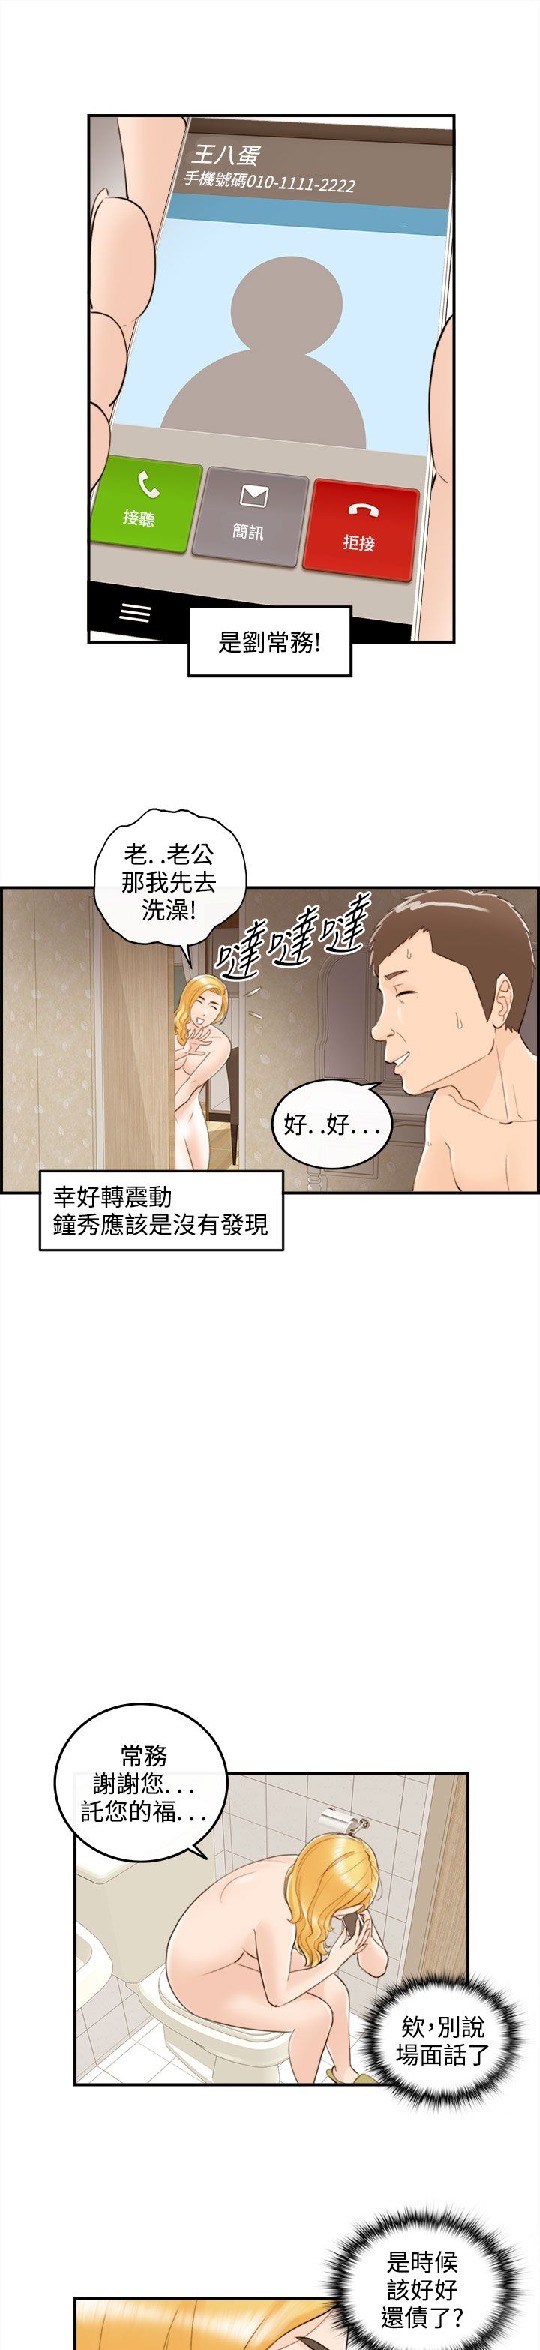 王八蛋
手機號碼010-1111-2222
接聽
簡訊
拒接
是劉常務!
老..老公
那我先去
洗澡!
噠噠噠
好..好...
幸好轉震動
鐘秀應該是沒有發現
常務
謝謝您...
託您的福...
欸,別說
場面話了
是時候
該好好
還債了?